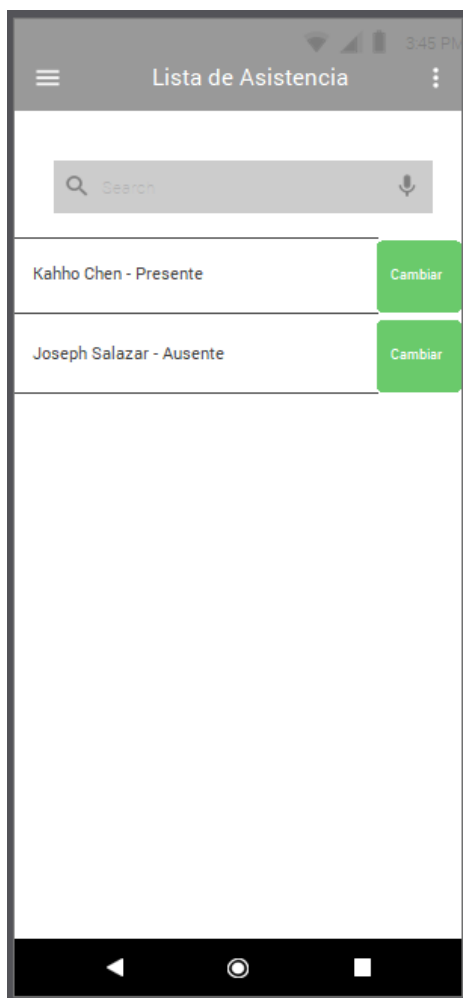 3:45 PM
Lista de Asistencia
Search
Kahho Chen - Presente
Cambiar
Joseph Salazar - Ausente
Cambiar